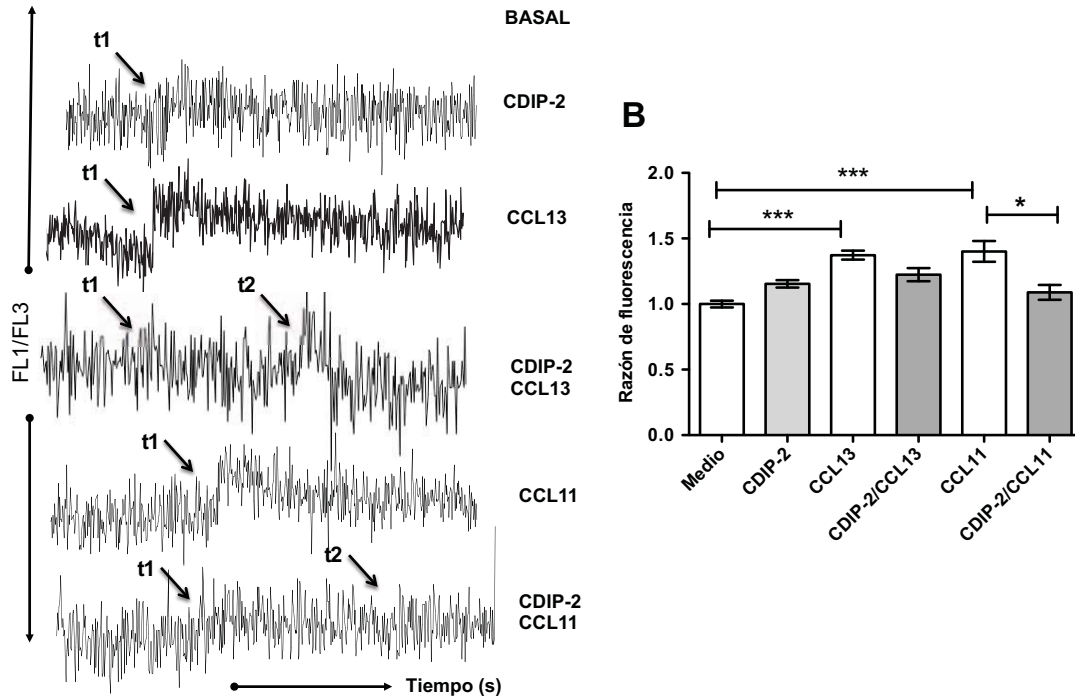 BASAL
t1
CDIP-2
t1
CCL13
t1
t2
CDIP-2
CCL13
t1
CCL11
t1
t2
CDIP-2
CCL11
FL1/FL3
Tiempo (s)
B
***
***
*
Razón de fluorescencia
2.0
1.5
1.0
0.5
0.0
Medio
CDIP-2
CCL13
CDIP-2/CCL13
CCL11
CDIP-2/CCL11